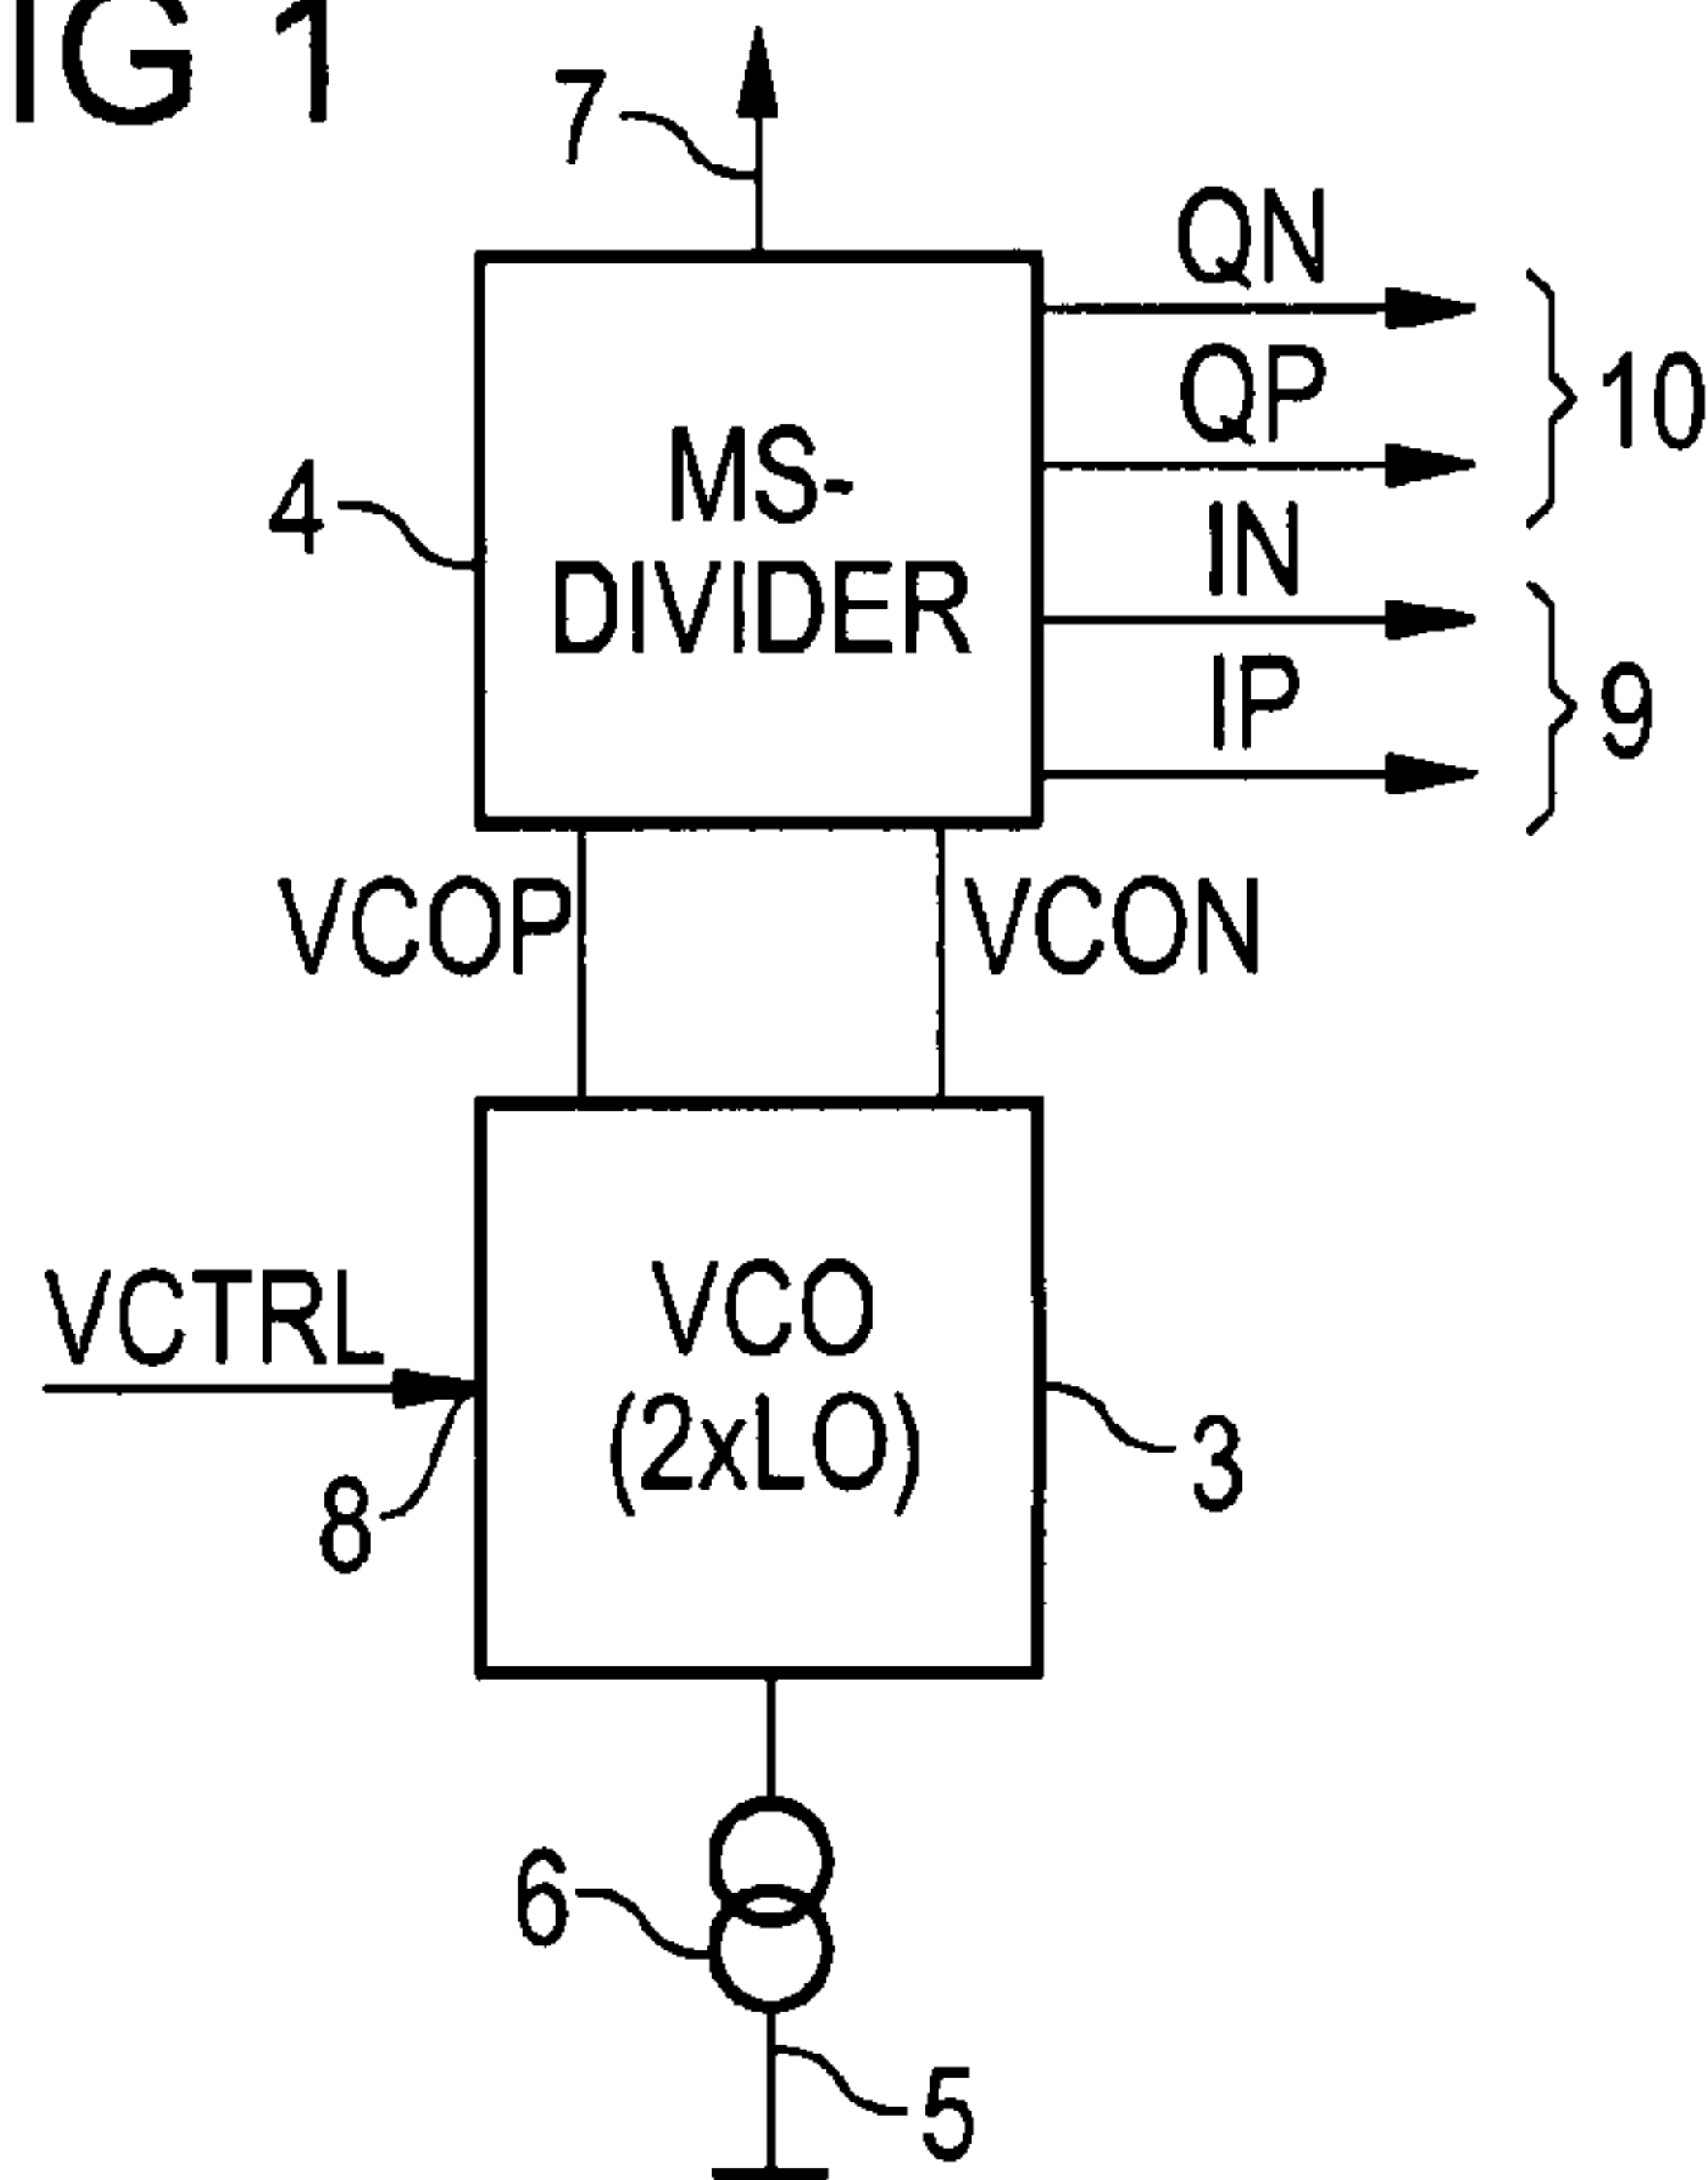 IG 1
7
QN
10
QP
4
MS-
DIVIDER
IN
9
IP
VCOP
VCON
VCTRL
VCO
(2xLO)
8
3
6
5